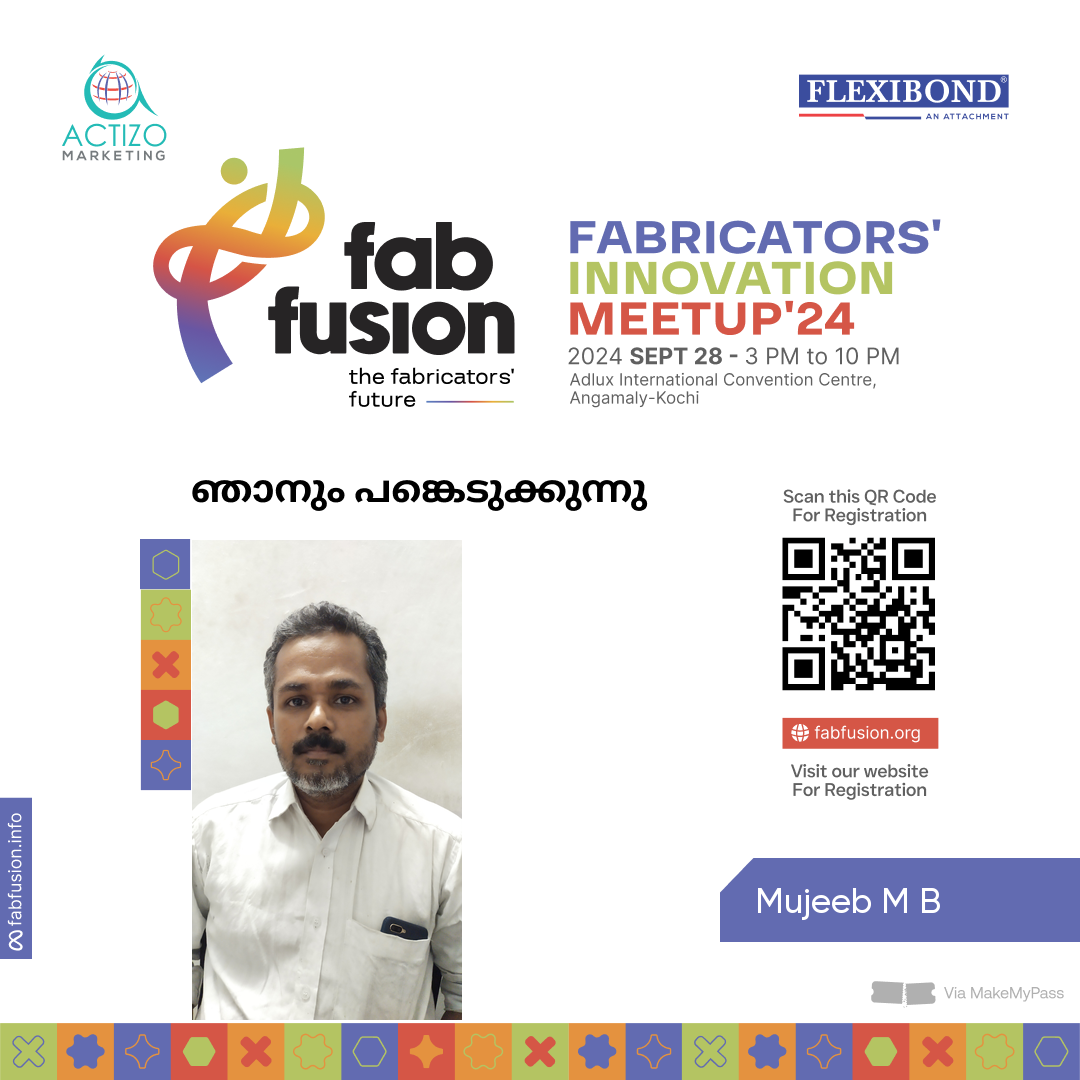 ACTIZO
MARKETING
FLEXIBOND®
AN ATTACHMENT
fab
fusion
the fabricators'
future
FABRICATORS'
INNOVATION
MEETUP'24
2024 SEPT 28 - 3 PM to 10 PM
Adlux International Convention Centre,
Angamaly-Kochi
ഞാനും പങ്കെടുക്കുന്നു
Scan this QR Code
For Registration
fabfusion.org
Visit our website
For Registration
fabfusion.info
Mujeeb M B
Via MakeMyPass